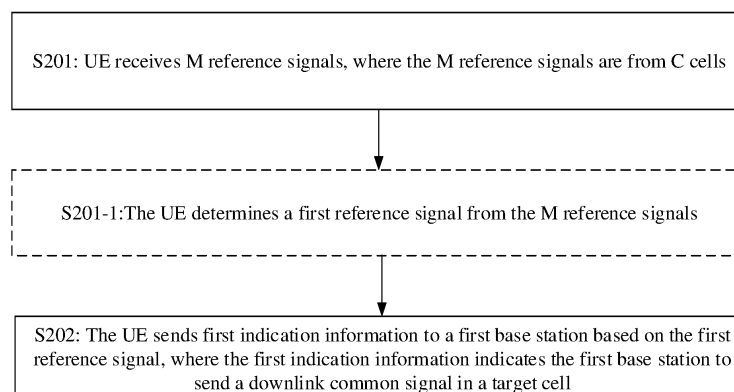 S201: UE receives M reference signals, where the M reference signals are from C cells
S201-1:The UE determines a first reference signal from the M reference signals
S202: The UE sends first indication information to a first base station based on the first
reference signal, where the first indication information indicates the first base station to
send a downlink common signal in a target cell